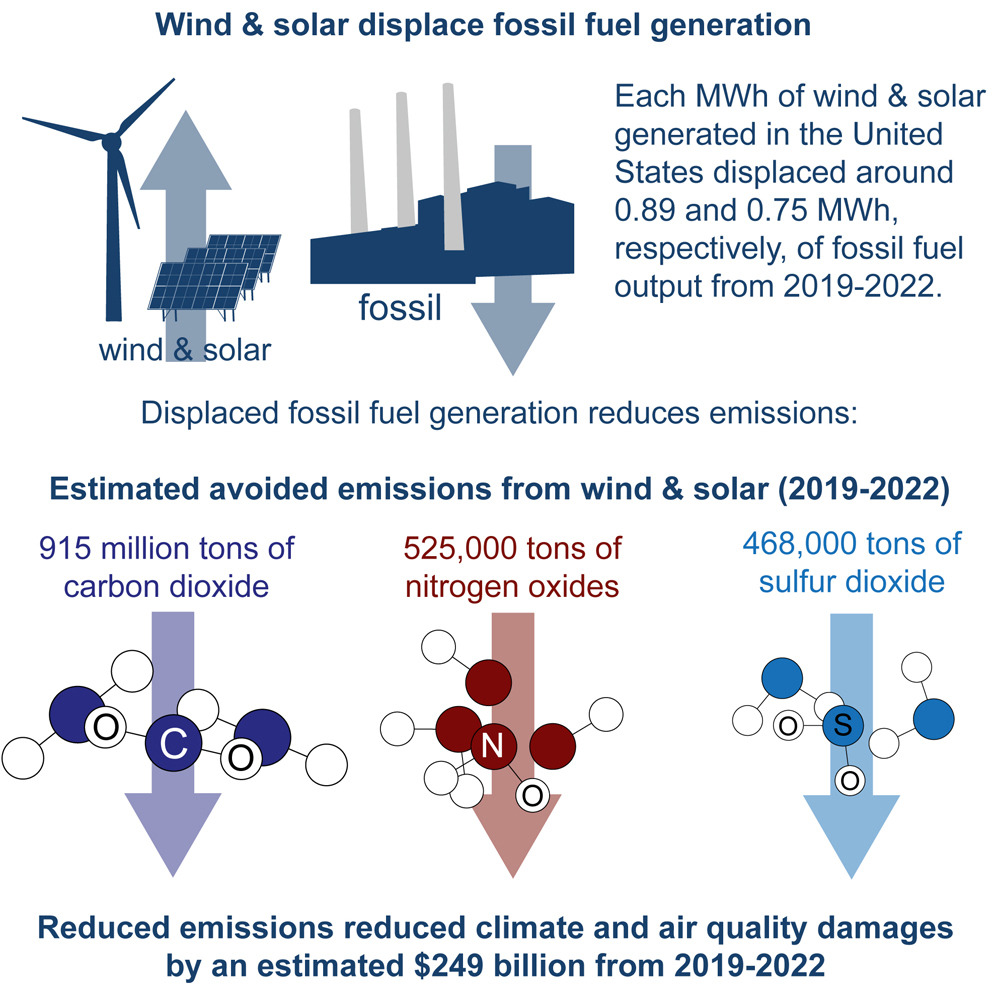 Wind & solar displace fossil fuel generation
Each MWh of wind & solar
generated in the United
States displaced around
0.89 and 0.75 MWh,
respectively, of fossil fuel
output from 2019-2022.
wind & solar
fossil
Displaced fossil fuel generation reduces emissions:
Estimated avoided emissions from wind & solar (2019-2022)
915 million tons of
carbon dioxide
525,000 tons of
nitrogen oxides
468,000 tons of
sulfur dioxide
O C O
N
O
O S
O
Reduced emissions reduced climate and air quality damages
by an estimated $249 billion from 2019-2022